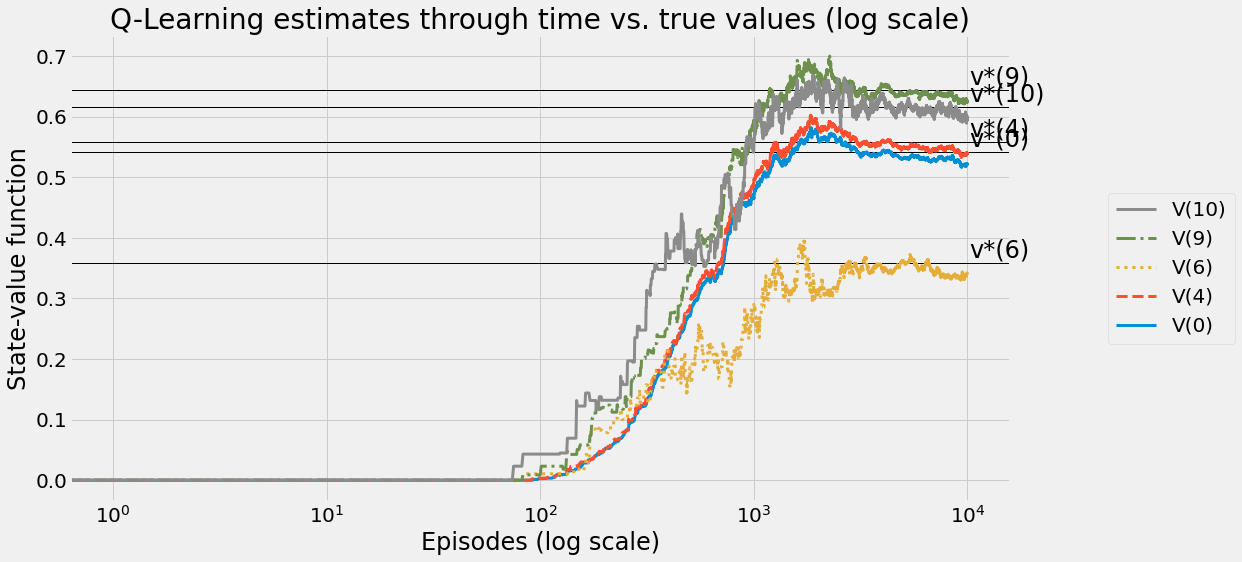 Q-Learning estimates through time vs. true values (log scale)
State-value function
0.7
0.6
0.5
0.4
0.3
0.2
0.1
0.0
v*(9)
v*(10)
v*(4)
v*(0)
v*(6)
V(10)
V(9)
V(6)
V(4)
V(0)
10⁰ 10¹ 10² 10³ 10⁴
Episodes (log scale)